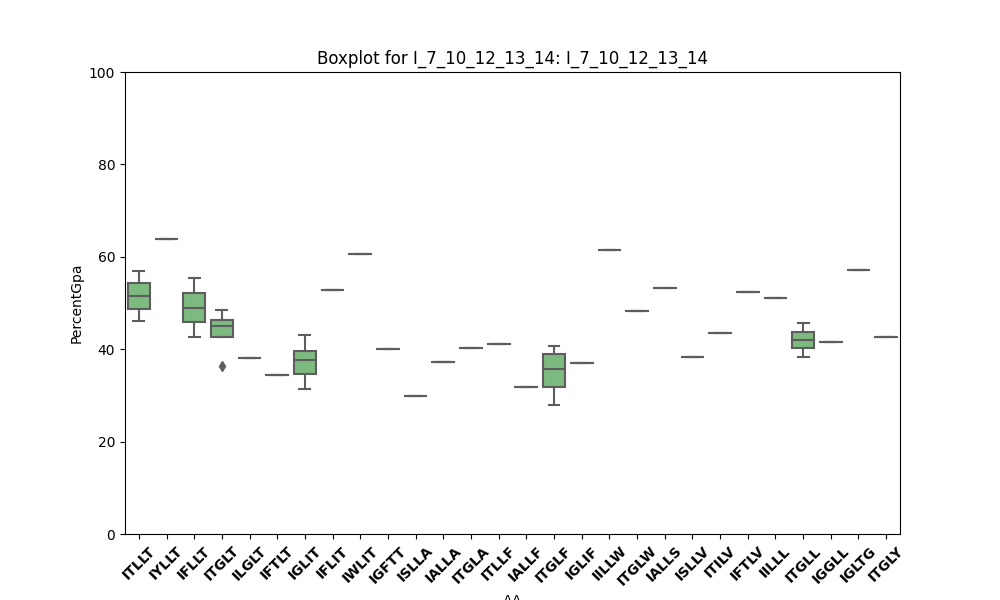 Boxplot for I_7_10_12_13_14: I_7_10_12_13_14
PercentGpa
100
80
60
40
20
0
ITLLT
IYLLT
IFLLT
ITGLT
ILGLT
IFTLT
IGLIT
IFLIT
IWLIT
IGFTT
ISLLA
IALLA
ITGLA
ITLLF
IALLF
ITGLF
IGLIF
IILLW
ITGLW
IALLS
ISLLV
ITILV
IFTLV
IILLL
ITGLL
IGGLL
IGLTG
ITGLY
AA